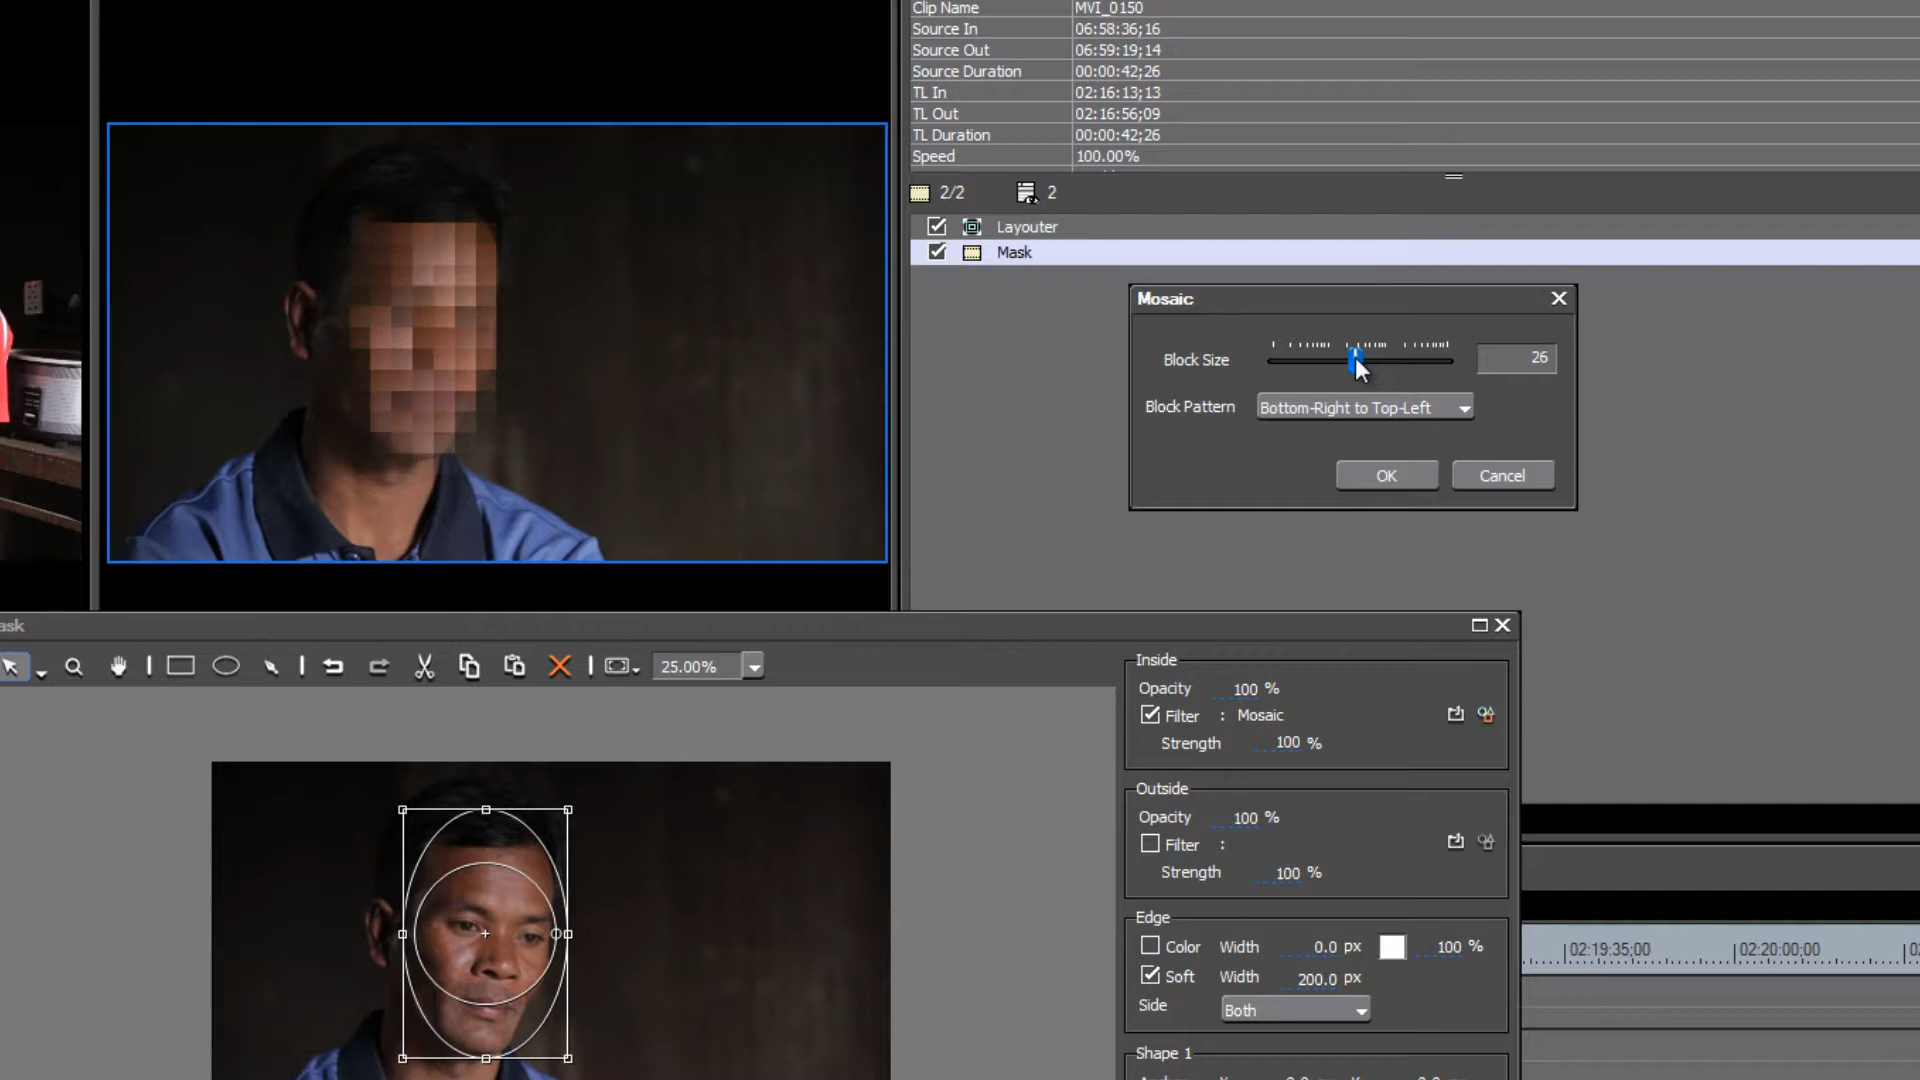 Clip Name MVI_0150
Source In 06:58:36;16
Source Out 06:59:19;14
Source Duration 00:00:42;26
TL In 02:16:13;13
TL Out 02:16:56;09
TL Duration 00:00:42;26
Speed 100.00%
2/2 2
Layouter
Mask
Mosaic
Block Size 26
Block Pattern Bottom-Right to Top-Left
OK Cancel
ask
25.00%
Inside
Opacity 100 %
Filter : Mosaic
Strength 100 %
Outside
Opacity 100 %
Filter :
Strength 100 %
Edge
Color Width 0.0 px 100 %
Soft Width 200.0 px
Side Both
02:19:35;00 02:20:00;00
Shape 1